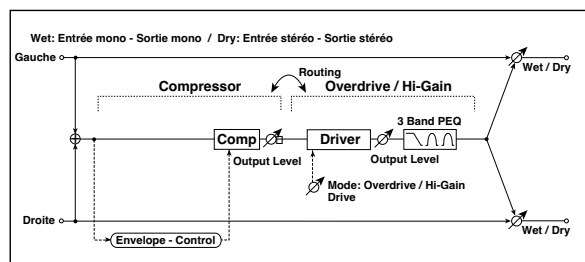 Wet: Entrée mono - Sortie mono / Dry: Entrée stéréo - Sortie stéréo
Gauche
Wet / Dry
Routing
Compressor
Overdrive / Hi-Gain
3 Band PEQ
Comp
Driver
Output Level
Output Level
Mode: Overdrive / Hi-Gain
Drive
Droite
Wet / Dry
Envelope - Control